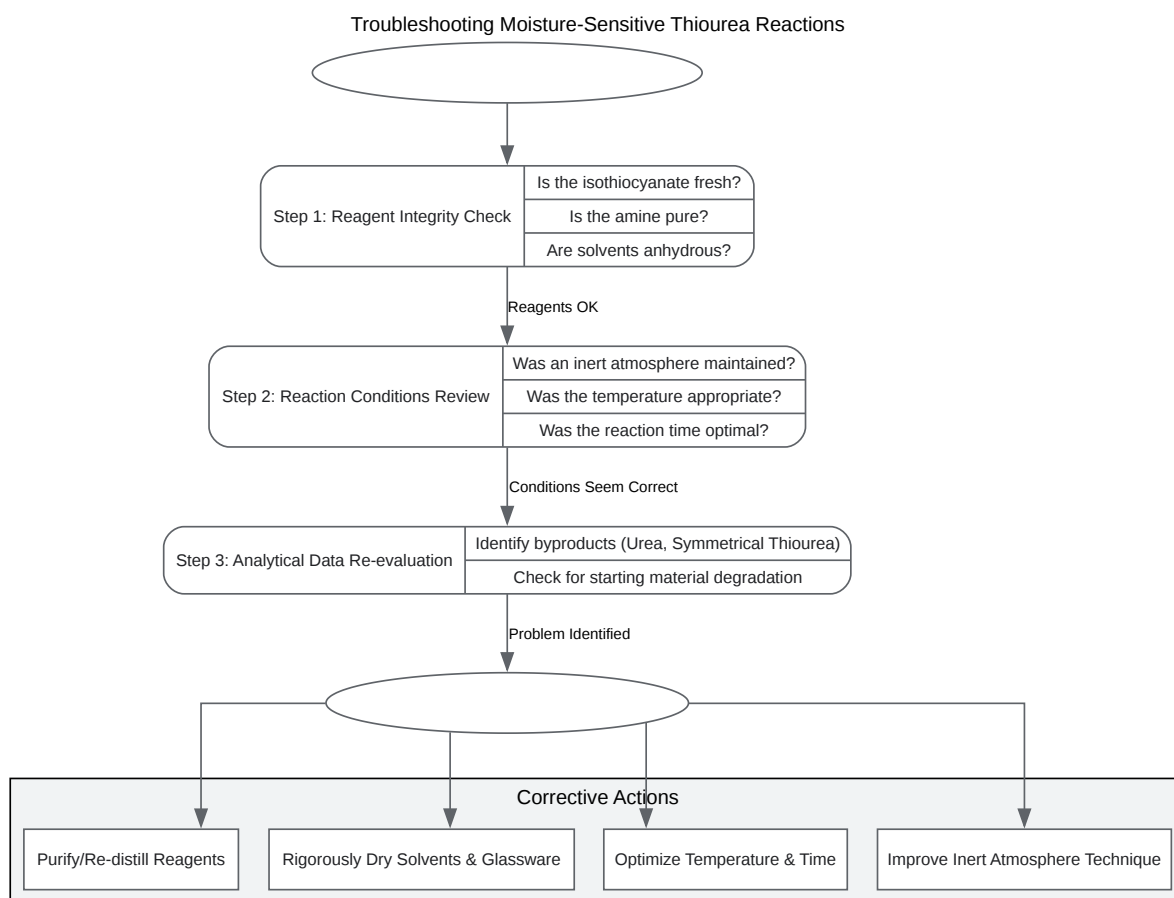 Troubleshooting Moisture-Sensitive Thiourea Reactions
Step 1: Reagent Integrity Check
Is the isothiocyanate fresh?
Is the amine pure?
Are solvents anhydrous?
Reagents OK
Step 2: Reaction Conditions Review
Was an inert atmosphere maintained?
Was the temperature appropriate?
Was the reaction time optimal?
Conditions Seem Correct
Step 3: Analytical Data Re-evaluation
Identify byproducts (Urea, Symmetrical Thiourea)
Check for starting material degradation
Problem Identified
Corrective Actions
Purify/Re-distill Reagents
Rigorously Dry Solvents & Glassware
Optimize Temperature & Time
Improve Inert Atmosphere Technique